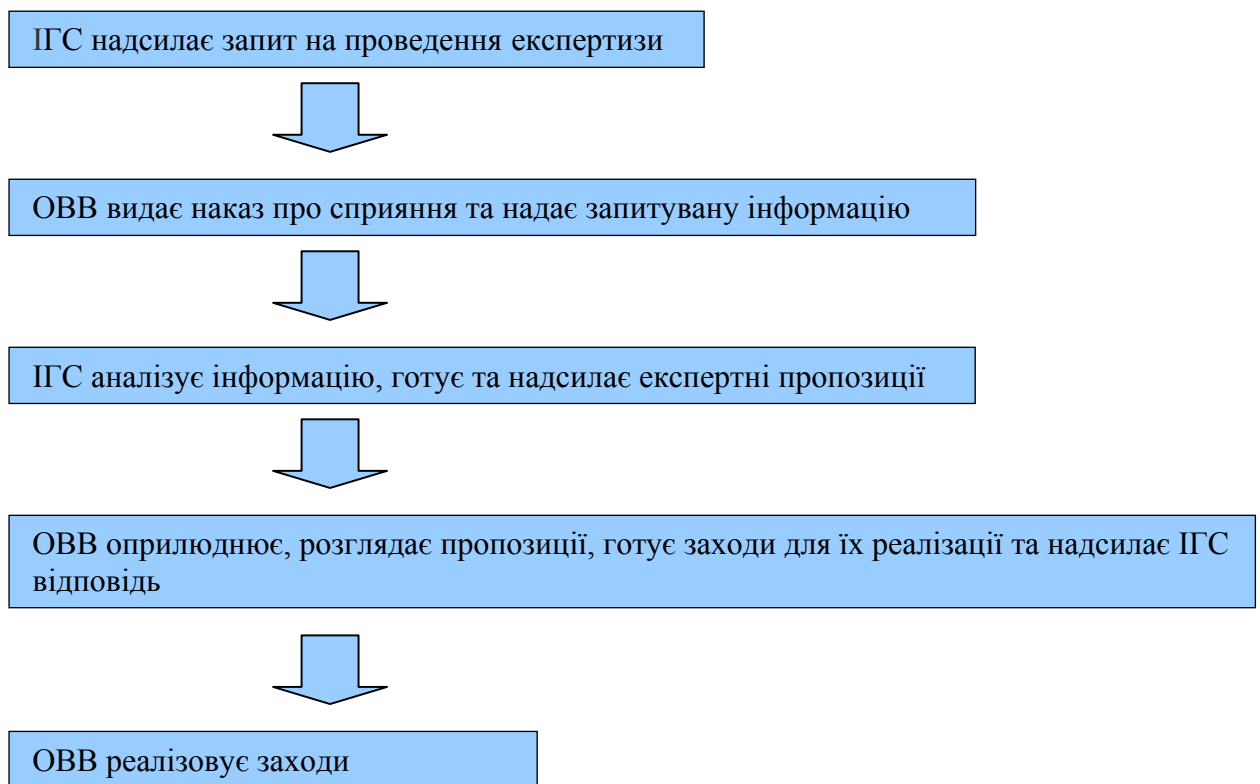 ІГС надсилає запит на проведення експертизи
ОВВ видає наказ про сприяння та надає запитувану інформацію
ІГС аналізує інформацію, готує та надсилає експертні пропозиції
ОВВ оприлюднює, розглядає пропозиції, готує заходи для їх реалізації та надсилає ІГС
відповідь
ОВВ реалізовує заходи